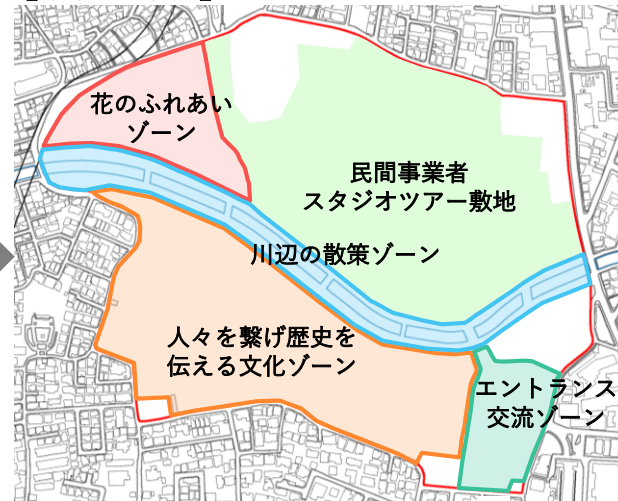 花のふれあい
ゾーン
民間事業者
スタジオツアー敷地
川辺の散策ゾーン
人々を繋げ歴史を
伝える文化ゾーン
エントランス
交流ゾーン